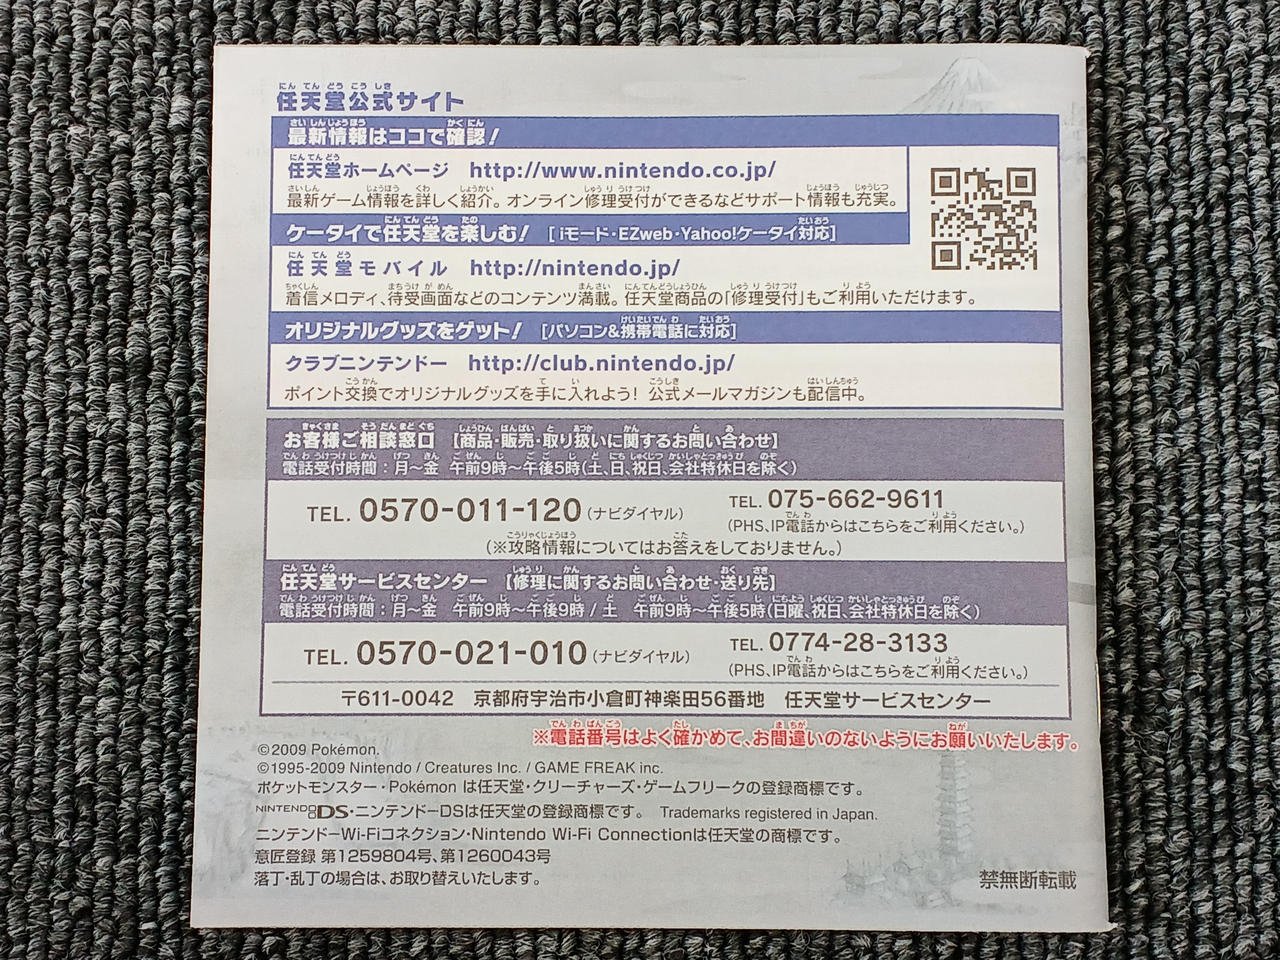 任天堂公式サイト
最新情報はココで確認!
任天堂ホームページ http://www.nintendo.co.jp/
最新ゲーム情報を詳しく紹介。オンライン修理受付ができるなどサポート情報も充実。
ケータイで任天堂を楽しむ! [iモード・EZweb・Yahoo!ケータイ対応]
任天堂モバイル http://nintendo.jp/
着信メロディ、待受画面などのコンテンツ満載。任天堂商品の「修理受付」もご利用いただけます。
オリジナルグッズをゲット! [パソコン&携帯電話に対応]
クラブニンテンドー http://club.nintendo.jp/
ポイント交換でオリジナルグッズを手に入れよう! 公式メールマガジンも配信中。
お客様ご相談窓口 【商品・販売・取り扱いに関するお問い合わせ】
電話受付時間:月〜金 午前9時〜午後5時(土、日、祝日、会社特休日を除く)
TEL. 0570-011-120(ナビダイヤル) TEL. 075-662-9611
(PHS、IP電話からはこちらをご利用ください。)
(※攻略情報についてはお答えをしておりません。)
任天堂サービスセンター 【修理に関するお問い合わせ・送り先】
電話受付時間:月〜金 午前9時〜午後9時 / 土 午前9時〜午後5時(日曜、祝日、会社特休日を除く)
TEL. 0570-021-010(ナビダイヤル) TEL. 0774-28-3133
(PHS、IP電話からはこちらをご利用ください。)
〒611-0042 京都府宇治市小倉町神楽田56番地 任天堂サービスセンター
※電話番号はよく確かめて、お間違いのないようにお願いいたします。
©2009 Pokémon.
©1995-2009 Nintendo / Creatures Inc. / GAME FREAK inc.
ポケットモンスター・Pokémon は任天堂・クリーチャーズ・ゲームフリークの登録商標です。
NINTENDO DS・ニンテンドーDSは任天堂の登録商標です。 Trademarks registered in Japan.
ニンテンドーWi-Fiコネクション・Nintendo Wi-Fi Connectionは任天堂の商標です。
意匠登録 第1259804号、第1260043号
落丁・乱丁の場合は、お取り替えいたします。
禁無断転載